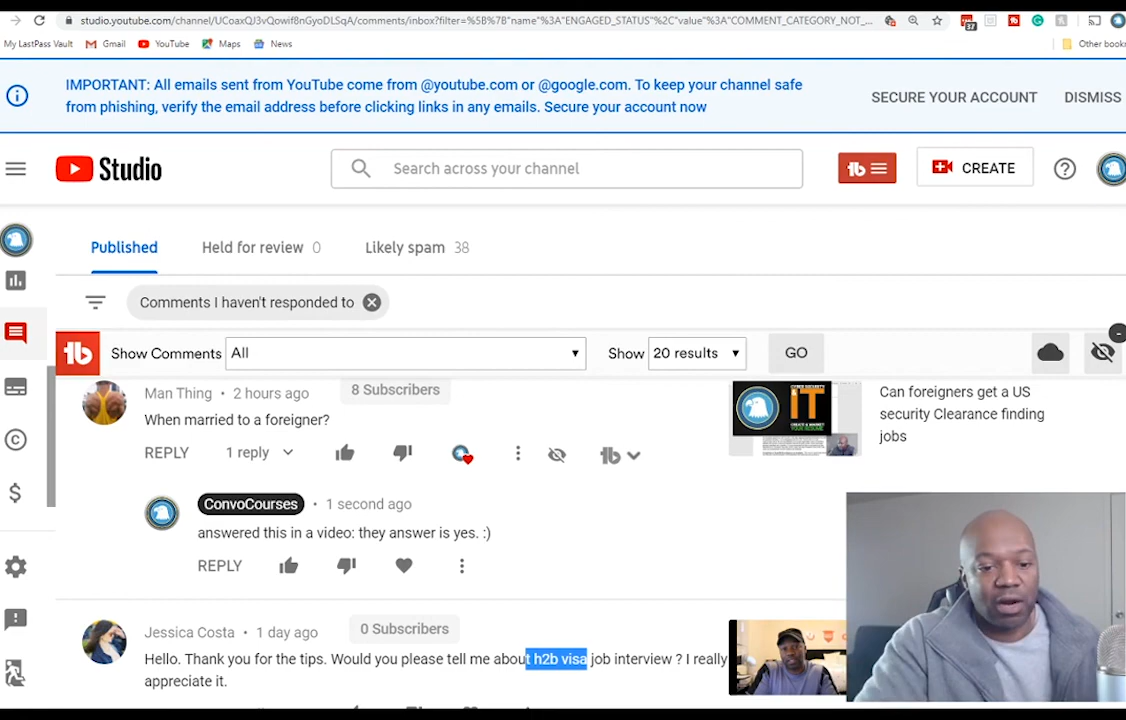 studio.youtube.com/channel/UCoaxQJ3vQowif8nGyoDLSqA/comments/inbox?filter=%5B%7B"name"%3A"ENGAGED_STATUS"%2C"value"%3A"COMMENT_CATEGORY_NOT_...
37
My LastPass Vault Gmail YouTube Maps News Other book
IMPORTANT: All emails sent from YouTube come from @youtube.com or @google.com. To keep your channel safe
from phishing, verify the email address before clicking links in any emails. Secure your account now
SECURE YOUR ACCOUNT DISMISS
Studio
Search across your channel
CREATE
Published Held for review 0 Likely spam 38
Comments I haven't responded to
Show Comments All Show 20 results GO
Man Thing • 2 hours ago 8 Subscribers
When married to a foreigner?
REPLY 1 reply
CYBER SECURITY
& IT
Can foreigners get a US
security Clearance finding
jobs
ConvoCourses • 1 second ago
answered this in a video: they answer is yes. :)
REPLY
Jessica Costa • 1 day ago 0 Subscribers
Hello. Thank you for the tips. Would you please tell me about h2b visa job interview ? I really
appreciate it.